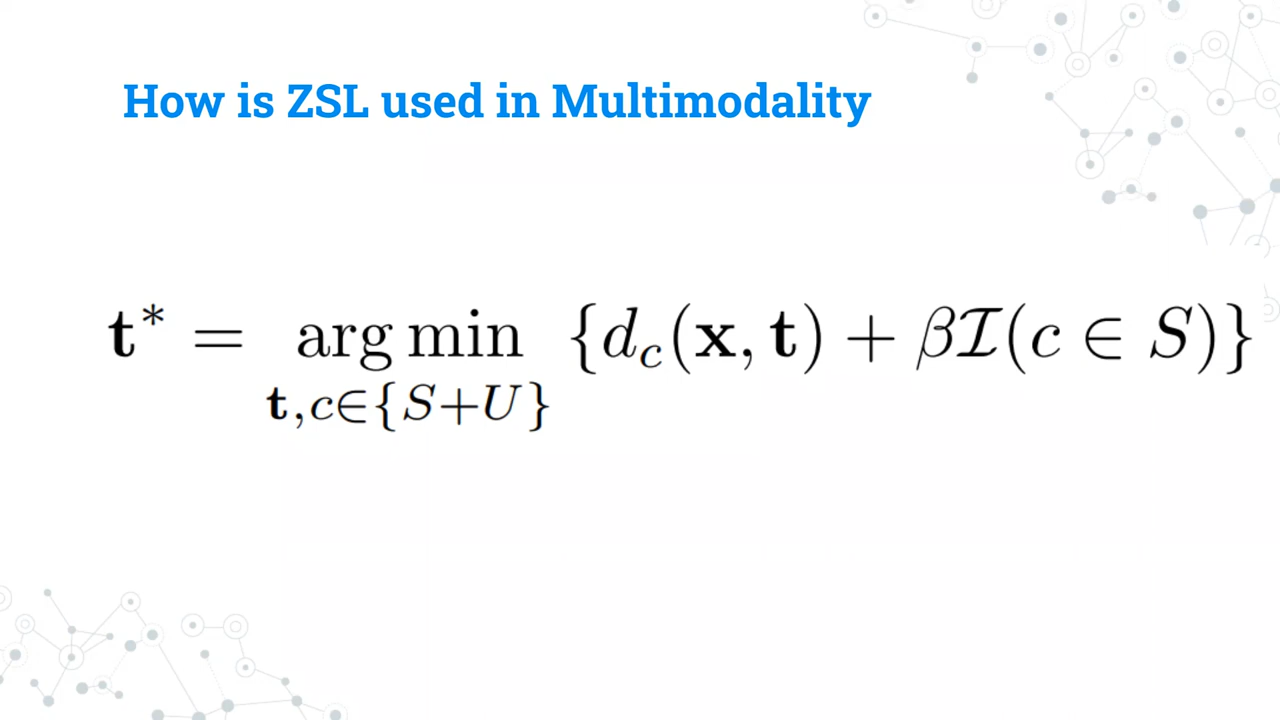 How is ZSL used in Multimodality
t* = arg min {d_c(x, t) + βI(c ∈ S)}
t,c∈{S+U}